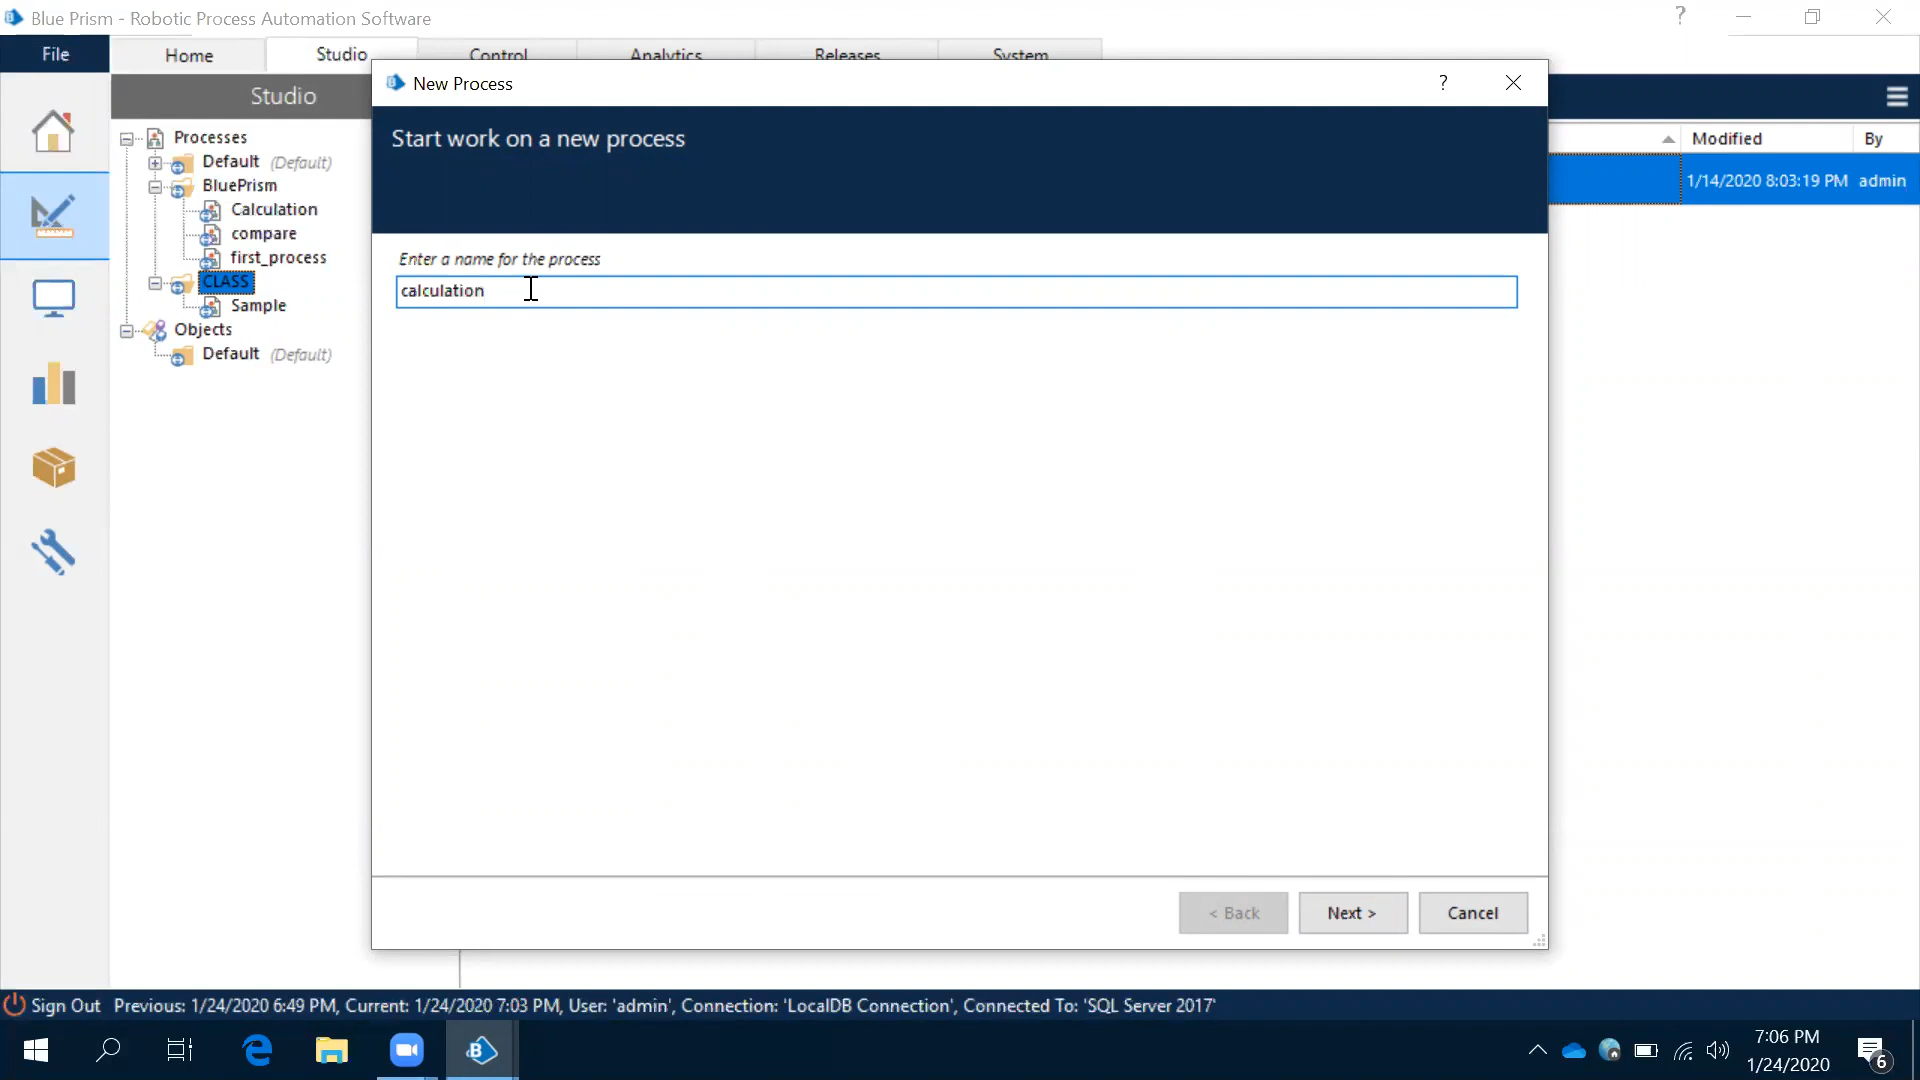 Blue Prism - Robotic Process Automation Software
?
File
Home
Studio
Control
Analytics
Releases
System
Studio
New Process
?
Start work on a new process
Modified
By
1/14/2020 8:03:19 PM
admin
Processes
Default (Default)
BluePrism
Calculation
compare
first_process
CLASS
Sample
Objects
Default (Default)
Enter a name for the process
calculation
< Back
Next >
Cancel
Sign Out Previous: 1/24/2020 6:49 PM, Current: 1/24/2020 7:03 PM, User: 'admin', Connection: 'LocalDB Connection', Connected To: 'SQL Server 2017'
7:06 PM
1/24/2020
6